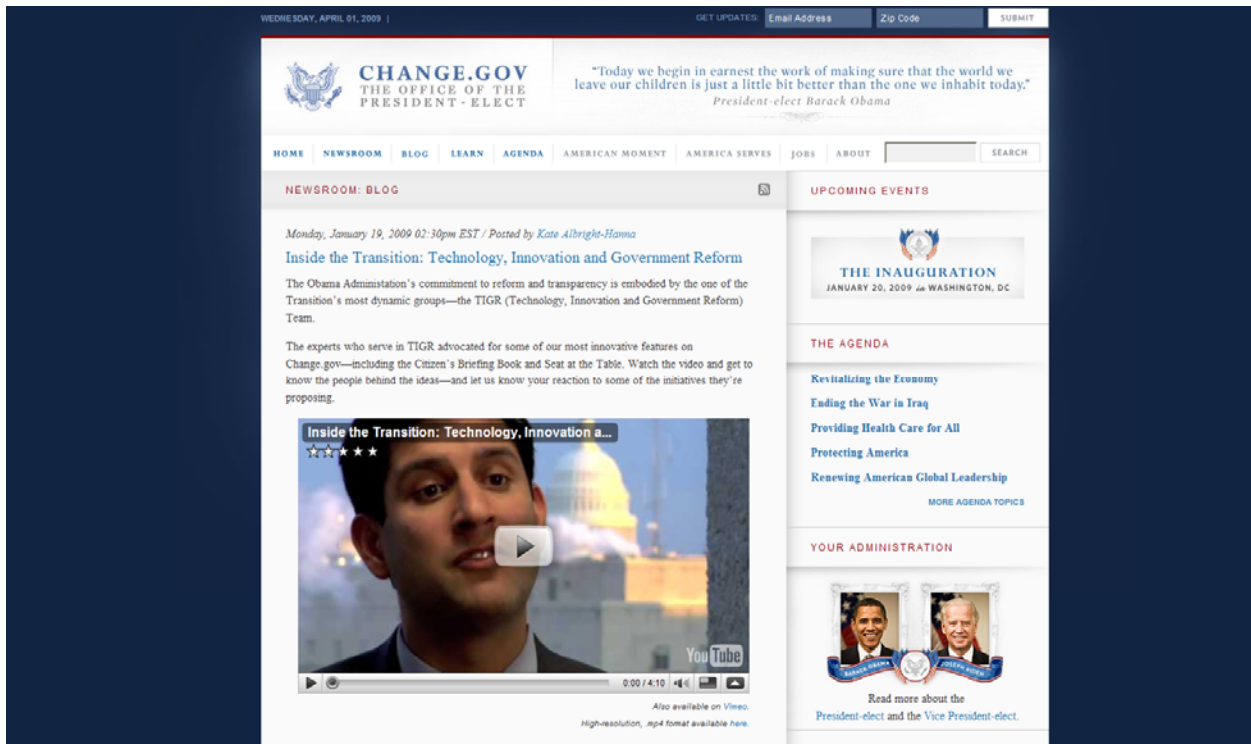 WEDNESDAY, APRIL 01, 2009 |
GET UPDATES: Email Address Zip Code SUBMIT
CHANGE.GOV
THE OFFICE OF THE
PRESIDENT-ELECT
“Today we begin in earnest the work of making sure that the world we
leave our children is just a little bit better than the one we inhabit today.”
President-elect Barack Obama
HOME NEWSROOM BLOG LEARN AGENDA AMERICAN MOMENT AMERICA SERVES JOBS ABOUT SEARCH
NEWSROOM: BLOG
Monday, January 19, 2009 02:30pm EST / Posted by Kate Albright-Hanna
Inside the Transition: Technology, Innovation and Government Reform
The Obama Administation’s commitment to reform and transparency is embodied by the one of the
Transition’s most dynamic groups—the TIGR (Technology, Innovation and Government Reform)
Team.
The experts who serve in TIGR advocated for some of our most innovative features on
Change.gov—including the Citizen’s Briefing Book and Seat at the Table. Watch the video and get to
know the people behind the ideas—and let us know your reaction to some of the initiatives they’re
proposing.
Inside the Transition: Technology, Innovation a...
YouTube
0:00 / 4:10
Also available on Vimeo.
High-resolution, .mp4 fomat available here.
UPCOMING EVENTS
THE INAUGURATION
JANUARY 20, 2009 in WASHINGTON, DC
THE AGENDA
Revitalizing the Economy
Ending the War in Iraq
Providing Health Care for All
Protecting America
Renewing American Global Leadership
MORE AGENDA TOPICS
YOUR ADMINISTRATION
BARACK OBAMA
JOSEPH BIDEN
Read more about the
President-elect and the Vice President-elect.